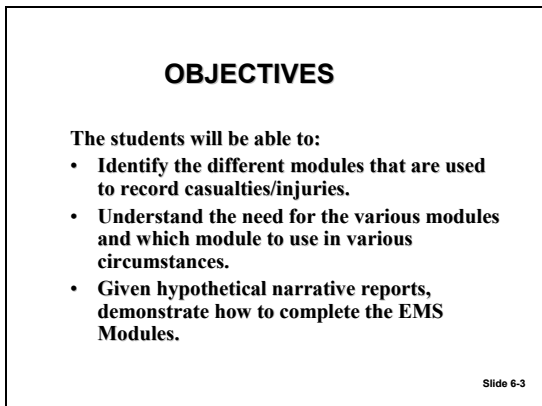 OBJECTIVES
The students will be able to:
• Identify the different modules that are used
to record casualties/injuries.
• Understand the need for the various modules
and which module to use in various
circumstances.
• Given hypothetical narrative reports,
demonstrate how to complete the EMS
Modules.
Slide 6-3